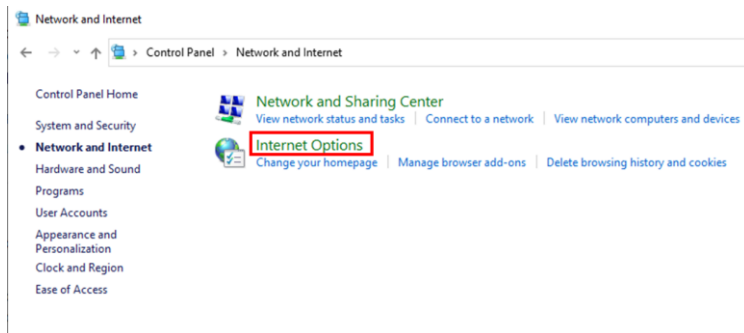 Network and Internet
Control Panel > Network and Internet
Control Panel Home
System and Security
Network and Internet
Hardware and Sound
Programs
User Accounts
Appearance and
Personalization
Clock and Region
Ease of Access
Network and Sharing Center
View network status and tasks | Connect to a network | View network computers and devices
Internet Options
Change your homepage | Manage browser add-ons | Delete browsing history and cookies